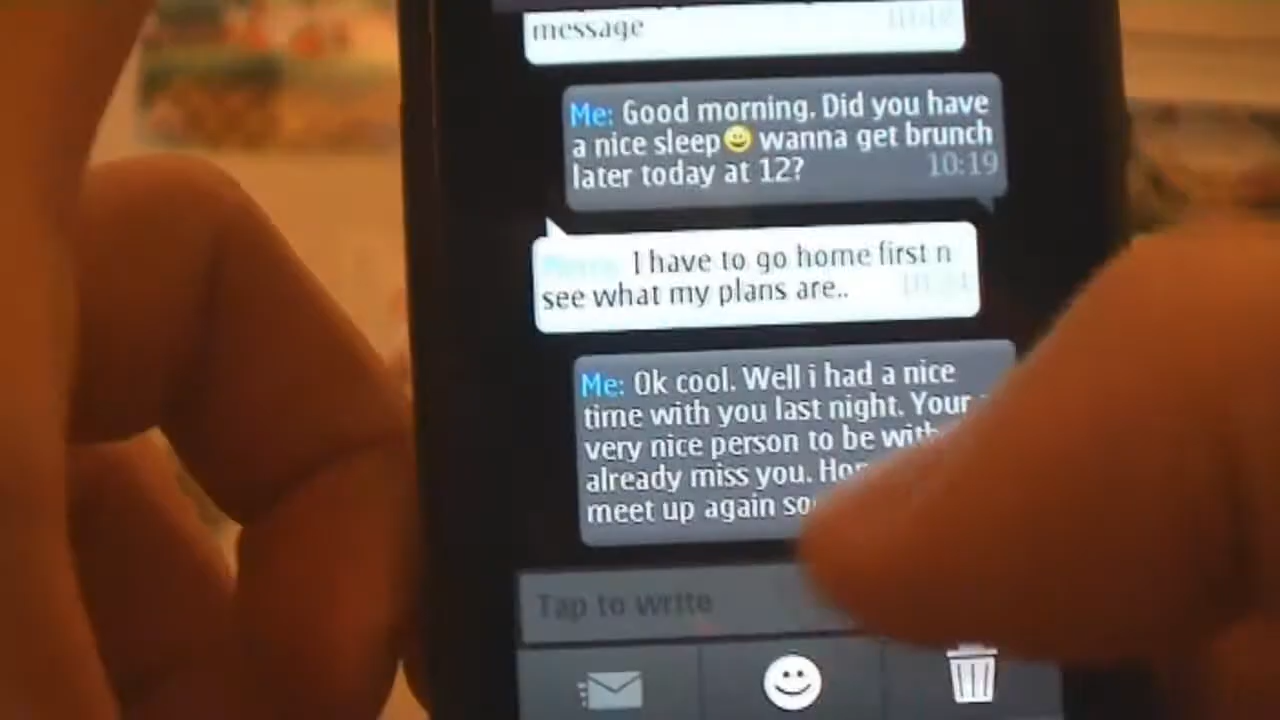 message
Me: Good morning. Did you have
a nice sleep wanna get brunch
later today at 12?
10:19
I have to go home first n
see what my plans are..
Me: Ok cool. Well i had a nice
time with you last night. Your
very nice person to be with
already miss you.
meet up again
Tap to write